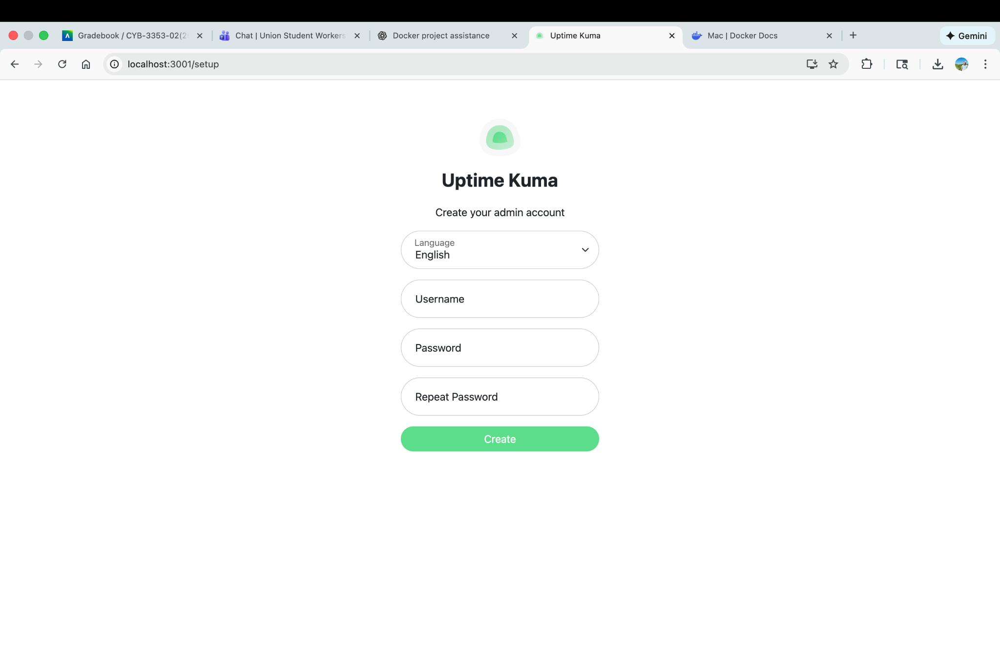 Gradebook / CYB-3353-02(2
Chat | Union Student Workers
Docker project assistance
Uptime Kuma
Mac | Docker Docs
Gemini
localhost:3001/setup
Uptime Kuma
Create your admin account
Language
English
Username
Password
Repeat Password
Create